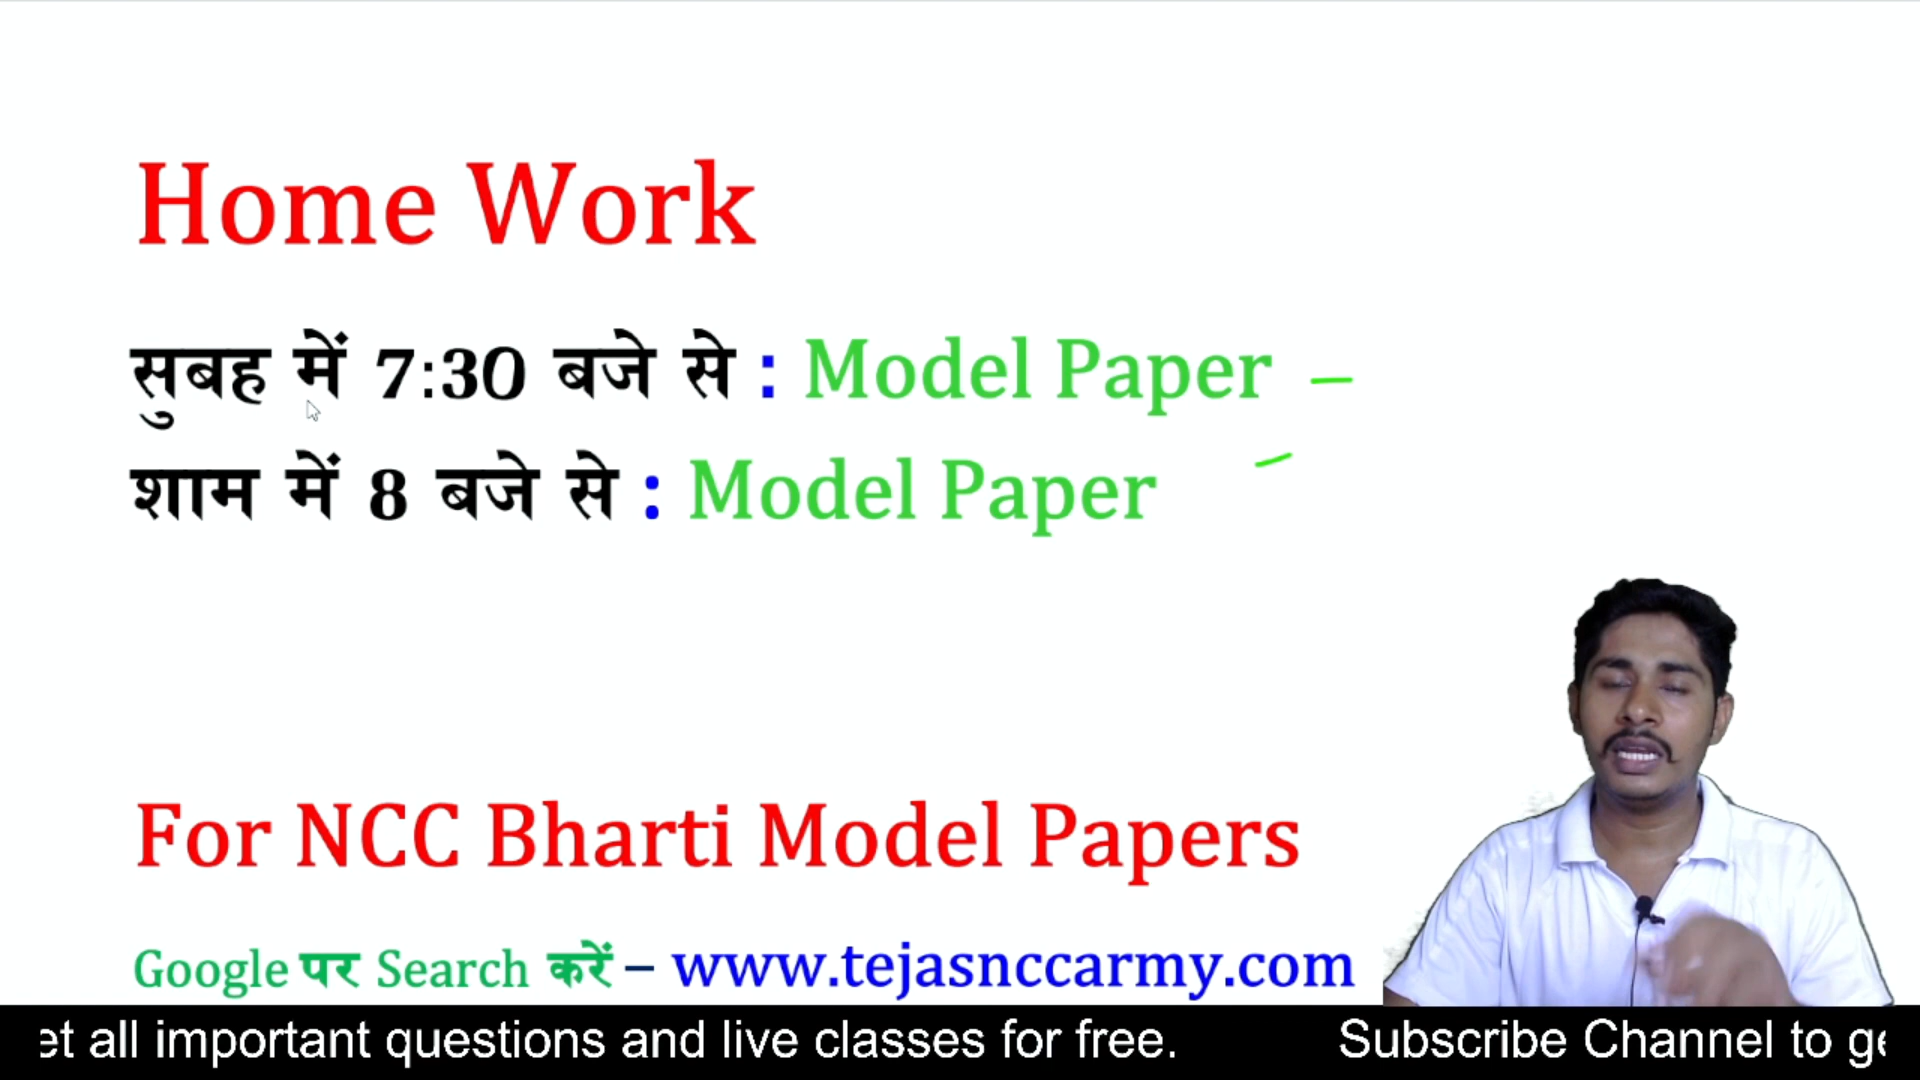 Home Work
सुबह में 7:30 बजे से : Model Paper –
शाम में 8 बजे से : Model Paper –
For NCC Bharti Model Papers
Google पर Search करें – www.tejasnccarmy.com
et all important questions and live classes for free. Subscribe Channel to ge